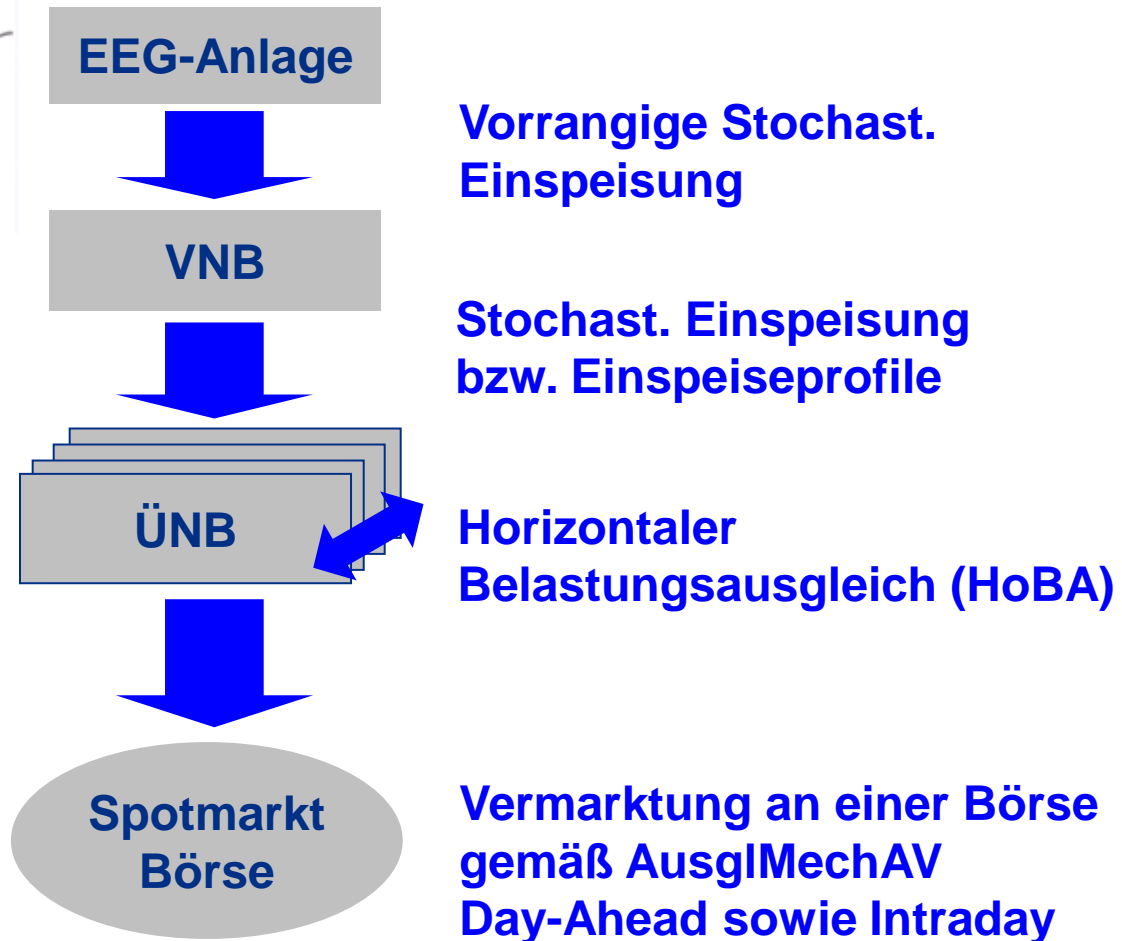 EEG-Anlage
Vorrangige Stochast.
Einspeisung
VNB
Stochast. Einspeisung
bzw. Einspeiseprofile
ÜNB
Horizontaler
Belastungsausgleich (HoBA)
Spotmarkt
Börse
Vermarktung an einer Börse
gemäß AusglMechAV
Day-Ahead sowie Intraday